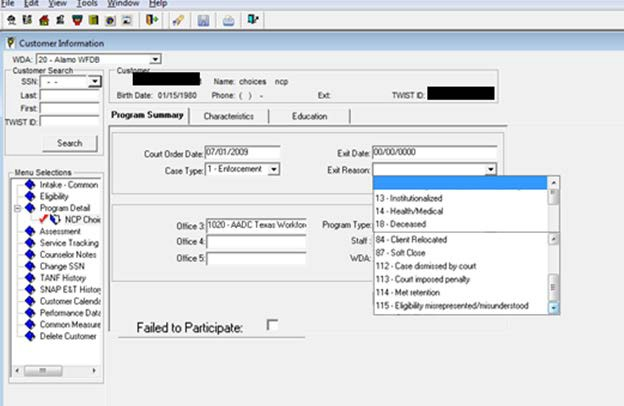 File Edit View Tools Window Help
Customer Information
WDA: 20 - Alamo WFDB
Customer Search
SSN: - -
Last:
First:
TWIST ID:
Search
Customer
Name: choices ncp
Birth Date: 01/15/1980 Phone: ( ) - Ext: TWIST ID:
Program Summary Characteristics Education
Court Order Date: 07/01/2009 Exit Date: 00/00/0000
Case Type: 1 - Enforcement Exit Reason:
13 - Institutionalized
14 - Health/Medical
18 - Deceased
84 - Client Relocated
87 - Soft Close
112 - Case dismissed by court
113 - Court imposed penalty
114 - Met retention
115 - Eligibility misrepresented/misunderstood
Office 3: 1020 - AADC Texas Workfor Program Type:
Office 4: Staff :
Office 5: WDA:
Failed to Participate:
Menu Selections
Intake - Common
Eligibility
Program Detail
NCP Choi
Assessment
Service Tracking
Counselor Notes
Change SSN
TANF History
SNAP E&T History
Customer Calenda
Performance Data
Common Measure
Delete Customer